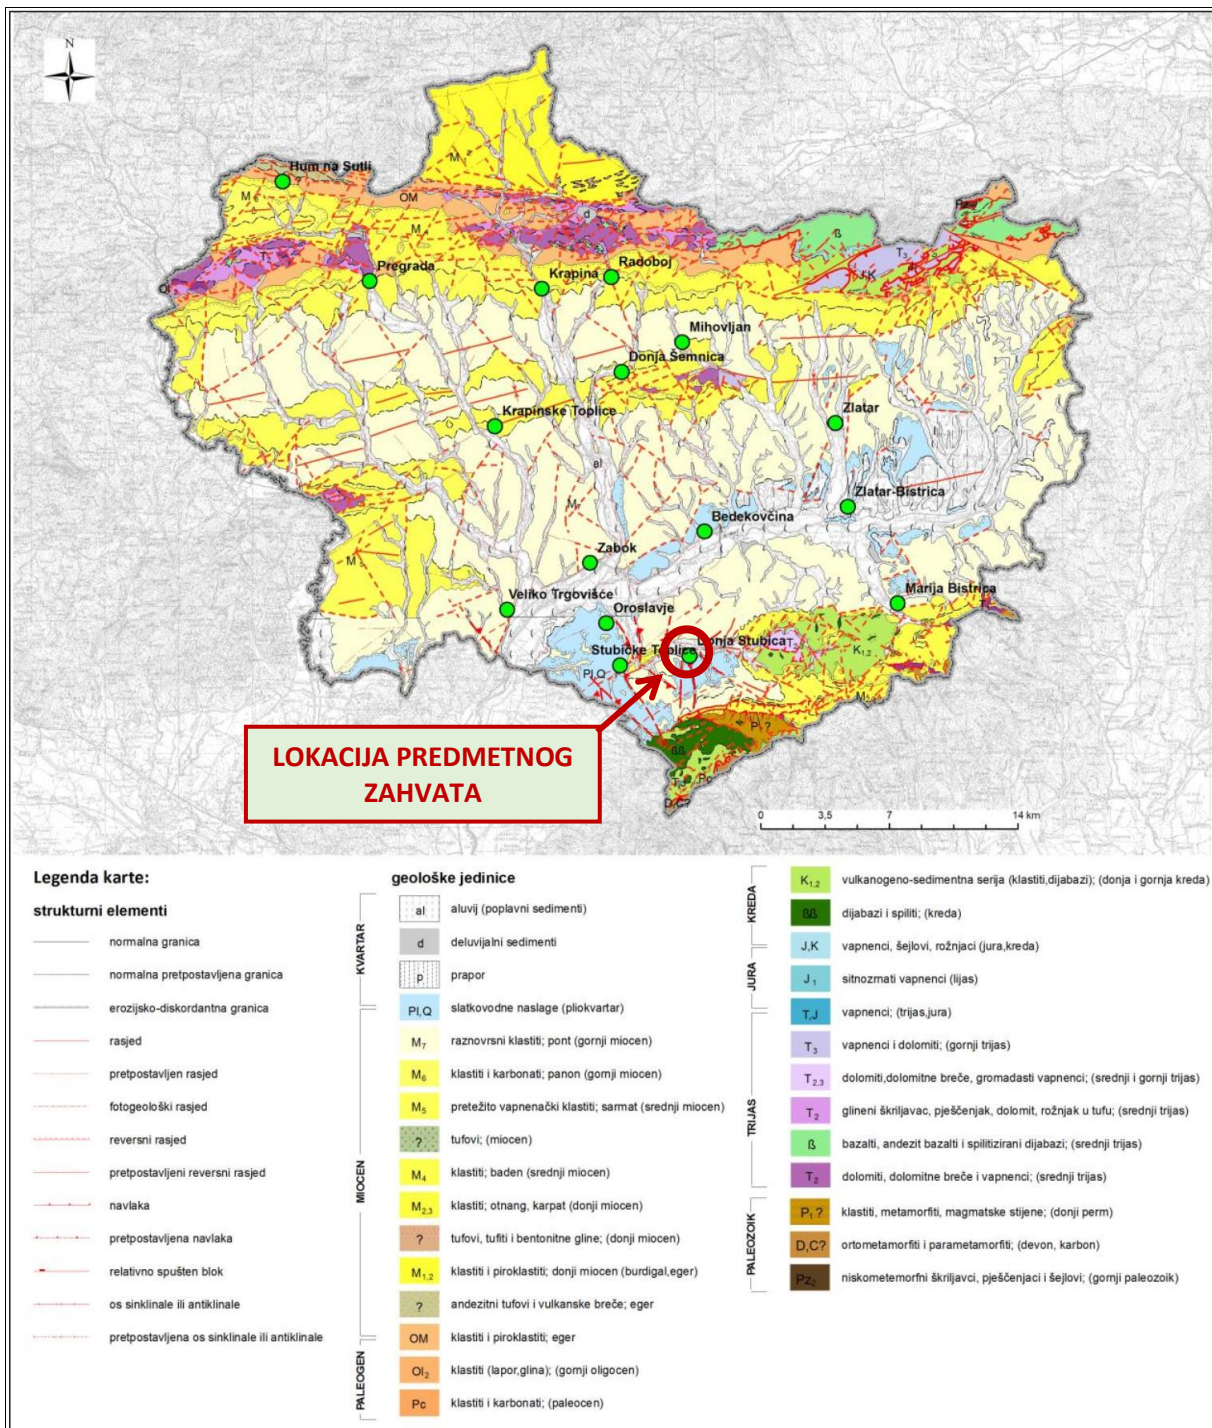 N
Hum na Sutli
?
M
OM
d
Pz
ß
T3
J,K
Pregrada
Krapina
Radoboj
Mihovljan
Donja Šemnica
Krapinske Toplice
Zlatar
al
Zlatar-Bistrica
Bedekovčina
Zabok
Marija Bistrica
Veliko Trgovišće
Oroslavje
Donja Stubica
Stubičke Toplice
K1,2
Pl,Q
P1 ?
ßß
Pc
D,C?
LOKACIJA PREDMETNOG
ZAHVATA
0 3,5 7 14 km
Legenda karte:
strukturni elementi
normalna granica
normalna pretpostavljena granica
erozijsko-diskordantna granica
rasjed
pretpostavljen rasjed
fotogeološki rasjed
reversni rasjed
pretpostavljeni reversni rasjed
navlaka
pretpostavljena navlaka
relativno spušten blok
os sinklinale ili antiklinale
pretpostavljena os sinklinale ili antiklinale
geološke jedinice
KVARTAR
al aluvij (poplavni sedimenti)
d deluvijalni sedimenti
p prapor
Pl,Q slatkovodne naslage (pliokvartar)
MIOCEN
M7 raznovrsni klastiti; pont (gornji miocen)
M6 klastiti i karbonati; panon (gornji miocen)
M5 pretežito vapnenački klastiti; sarmat (srednji miocen)
? tufovi; (miocen)
M4 klastiti; baden (srednji miocen)
M2,3 klastiti; otnang, karpat (donji miocen)
? tufovi, tufiti i bentonitne gline; (donji miocen)
M1,2 klastiti i piroklastiti; donji miocen (burdigal,eger)
? andezitni tufovi i vulkanske breče; eger
PALEOGEN
OM klastiti i piroklastiti; eger
Ol2 klastiti (lapor,glina); (gornji oligocen)
Pc klastiti i karbonati; (paleocen)
KREDA
K1,2 vulkanogeno-sedimentna serija (klastiti,dijabazi); (donja i gornja kreda)
ßß dijabazi i spiliti; (kreda)
JURA
J,K vapnenci, šejlovi, rožnjaci (jura,kreda)
J1 sitnozrnati vapnenci (lijas)
TRIJAS
T,J vapnenci; (trijas,jura)
T3 vapnenci i dolomiti; (gornji trijas)
T2,3 dolomiti,dolomitne breče, gromadasti vapnenci; (srednji i gornji trijas)
T2 glineni škriljavac, pješčenjak, dolomit, rožnjak u tufu; (srednji trijas)
ß bazalti, andezit bazalti i spilitizirani dijabazi; (srednji trijas)
T2 dolomiti, dolomitne breče i vapnenci; (srednji trijas)
PALEOZOIK
P1 ? klastiti, metamorfiti, magmatske stijene; (donji perm)
D,C? ortometamorfiti i parametamorfiti; (devon, karbon)
Pz2 niskometemorfni škriljavci, pješčenjaci i šejlovi; (gornji paleozoik)